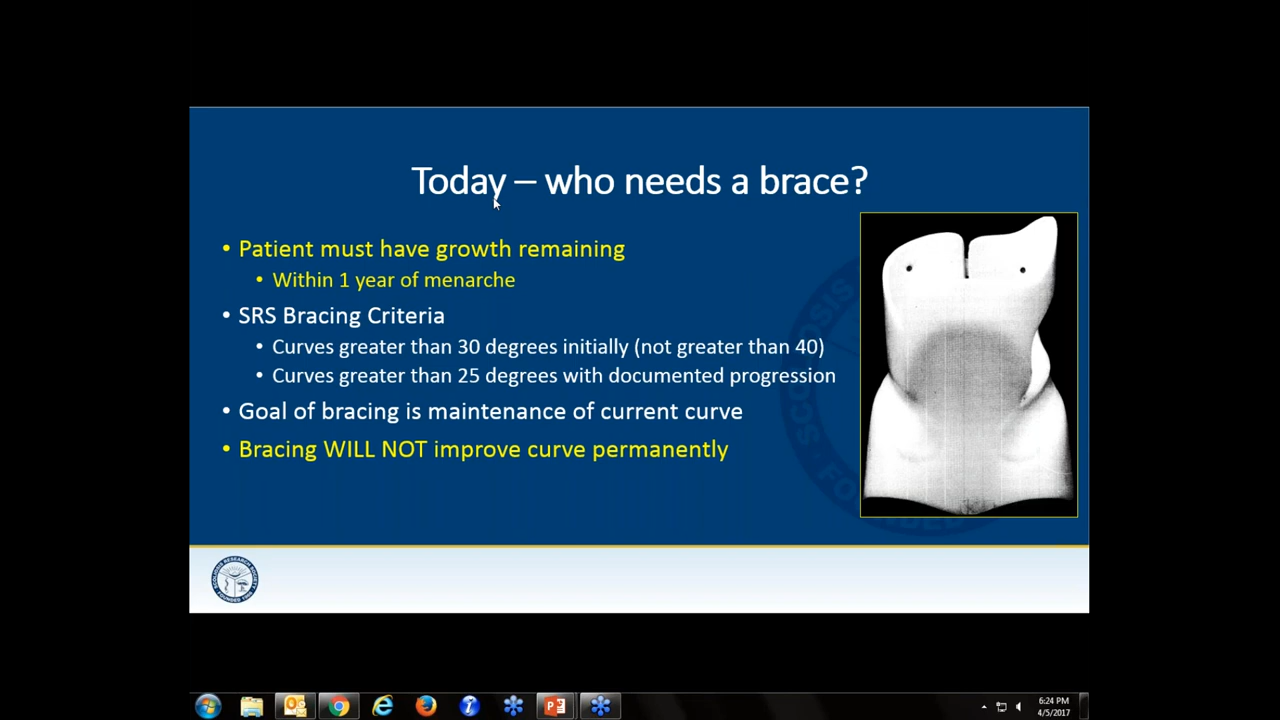 Today – who needs a brace?
• Patient must have growth remaining
• Within 1 year of menarche
• SRS Bracing Criteria
• Curves greater than 30 degrees initially (not greater than 40)
• Curves greater than 25 degrees with documented progression
• Goal of bracing is maintenance of current curve
• Bracing WILL NOT improve curve permanently
6:24 PM
4/5/2017